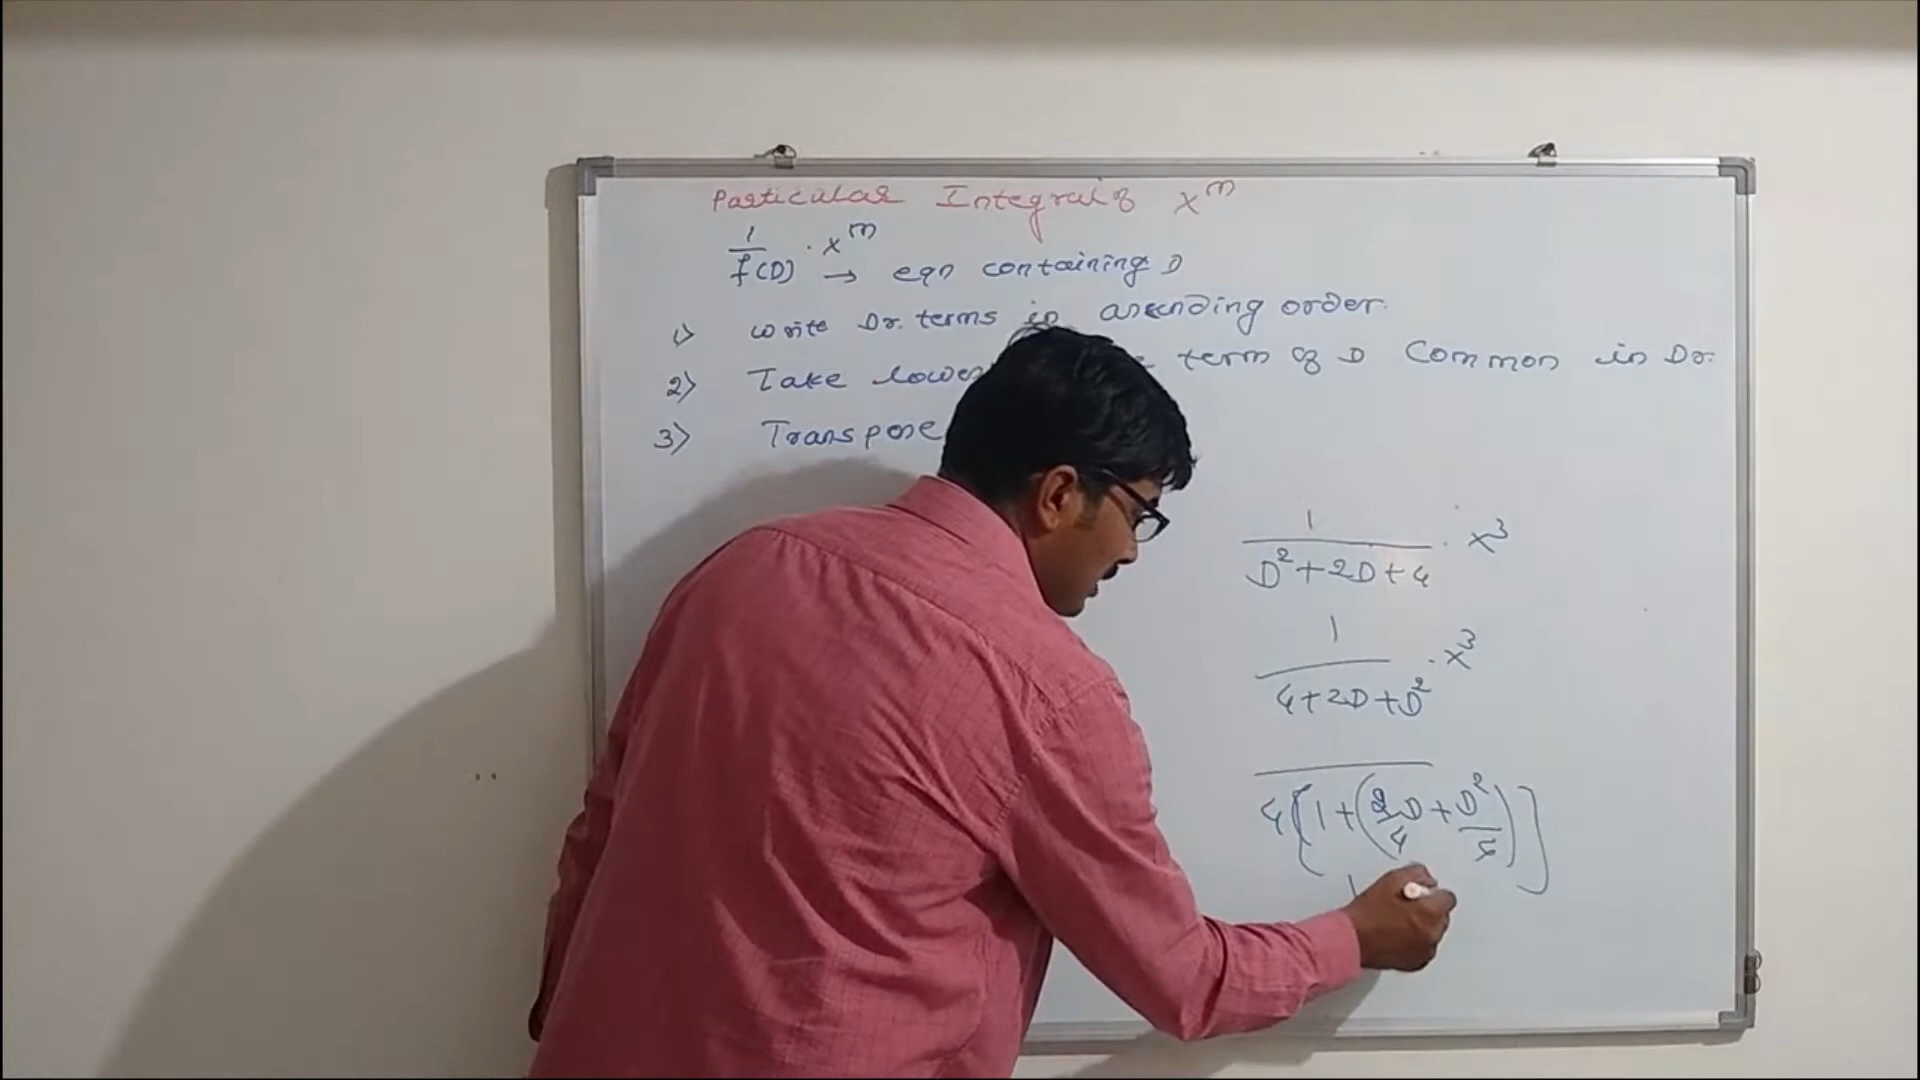 Particular Integral of x^m
1/f(D) · x^m → eqn containing D
1) write Dr. terms in ascending order.
2) Take lowes term of D Common in Dr.
3) Transpose
1/(D²+2D+4) · x³
1/(4+2D+D²) · x³
4[1+(2D/4+D²/4)]
1